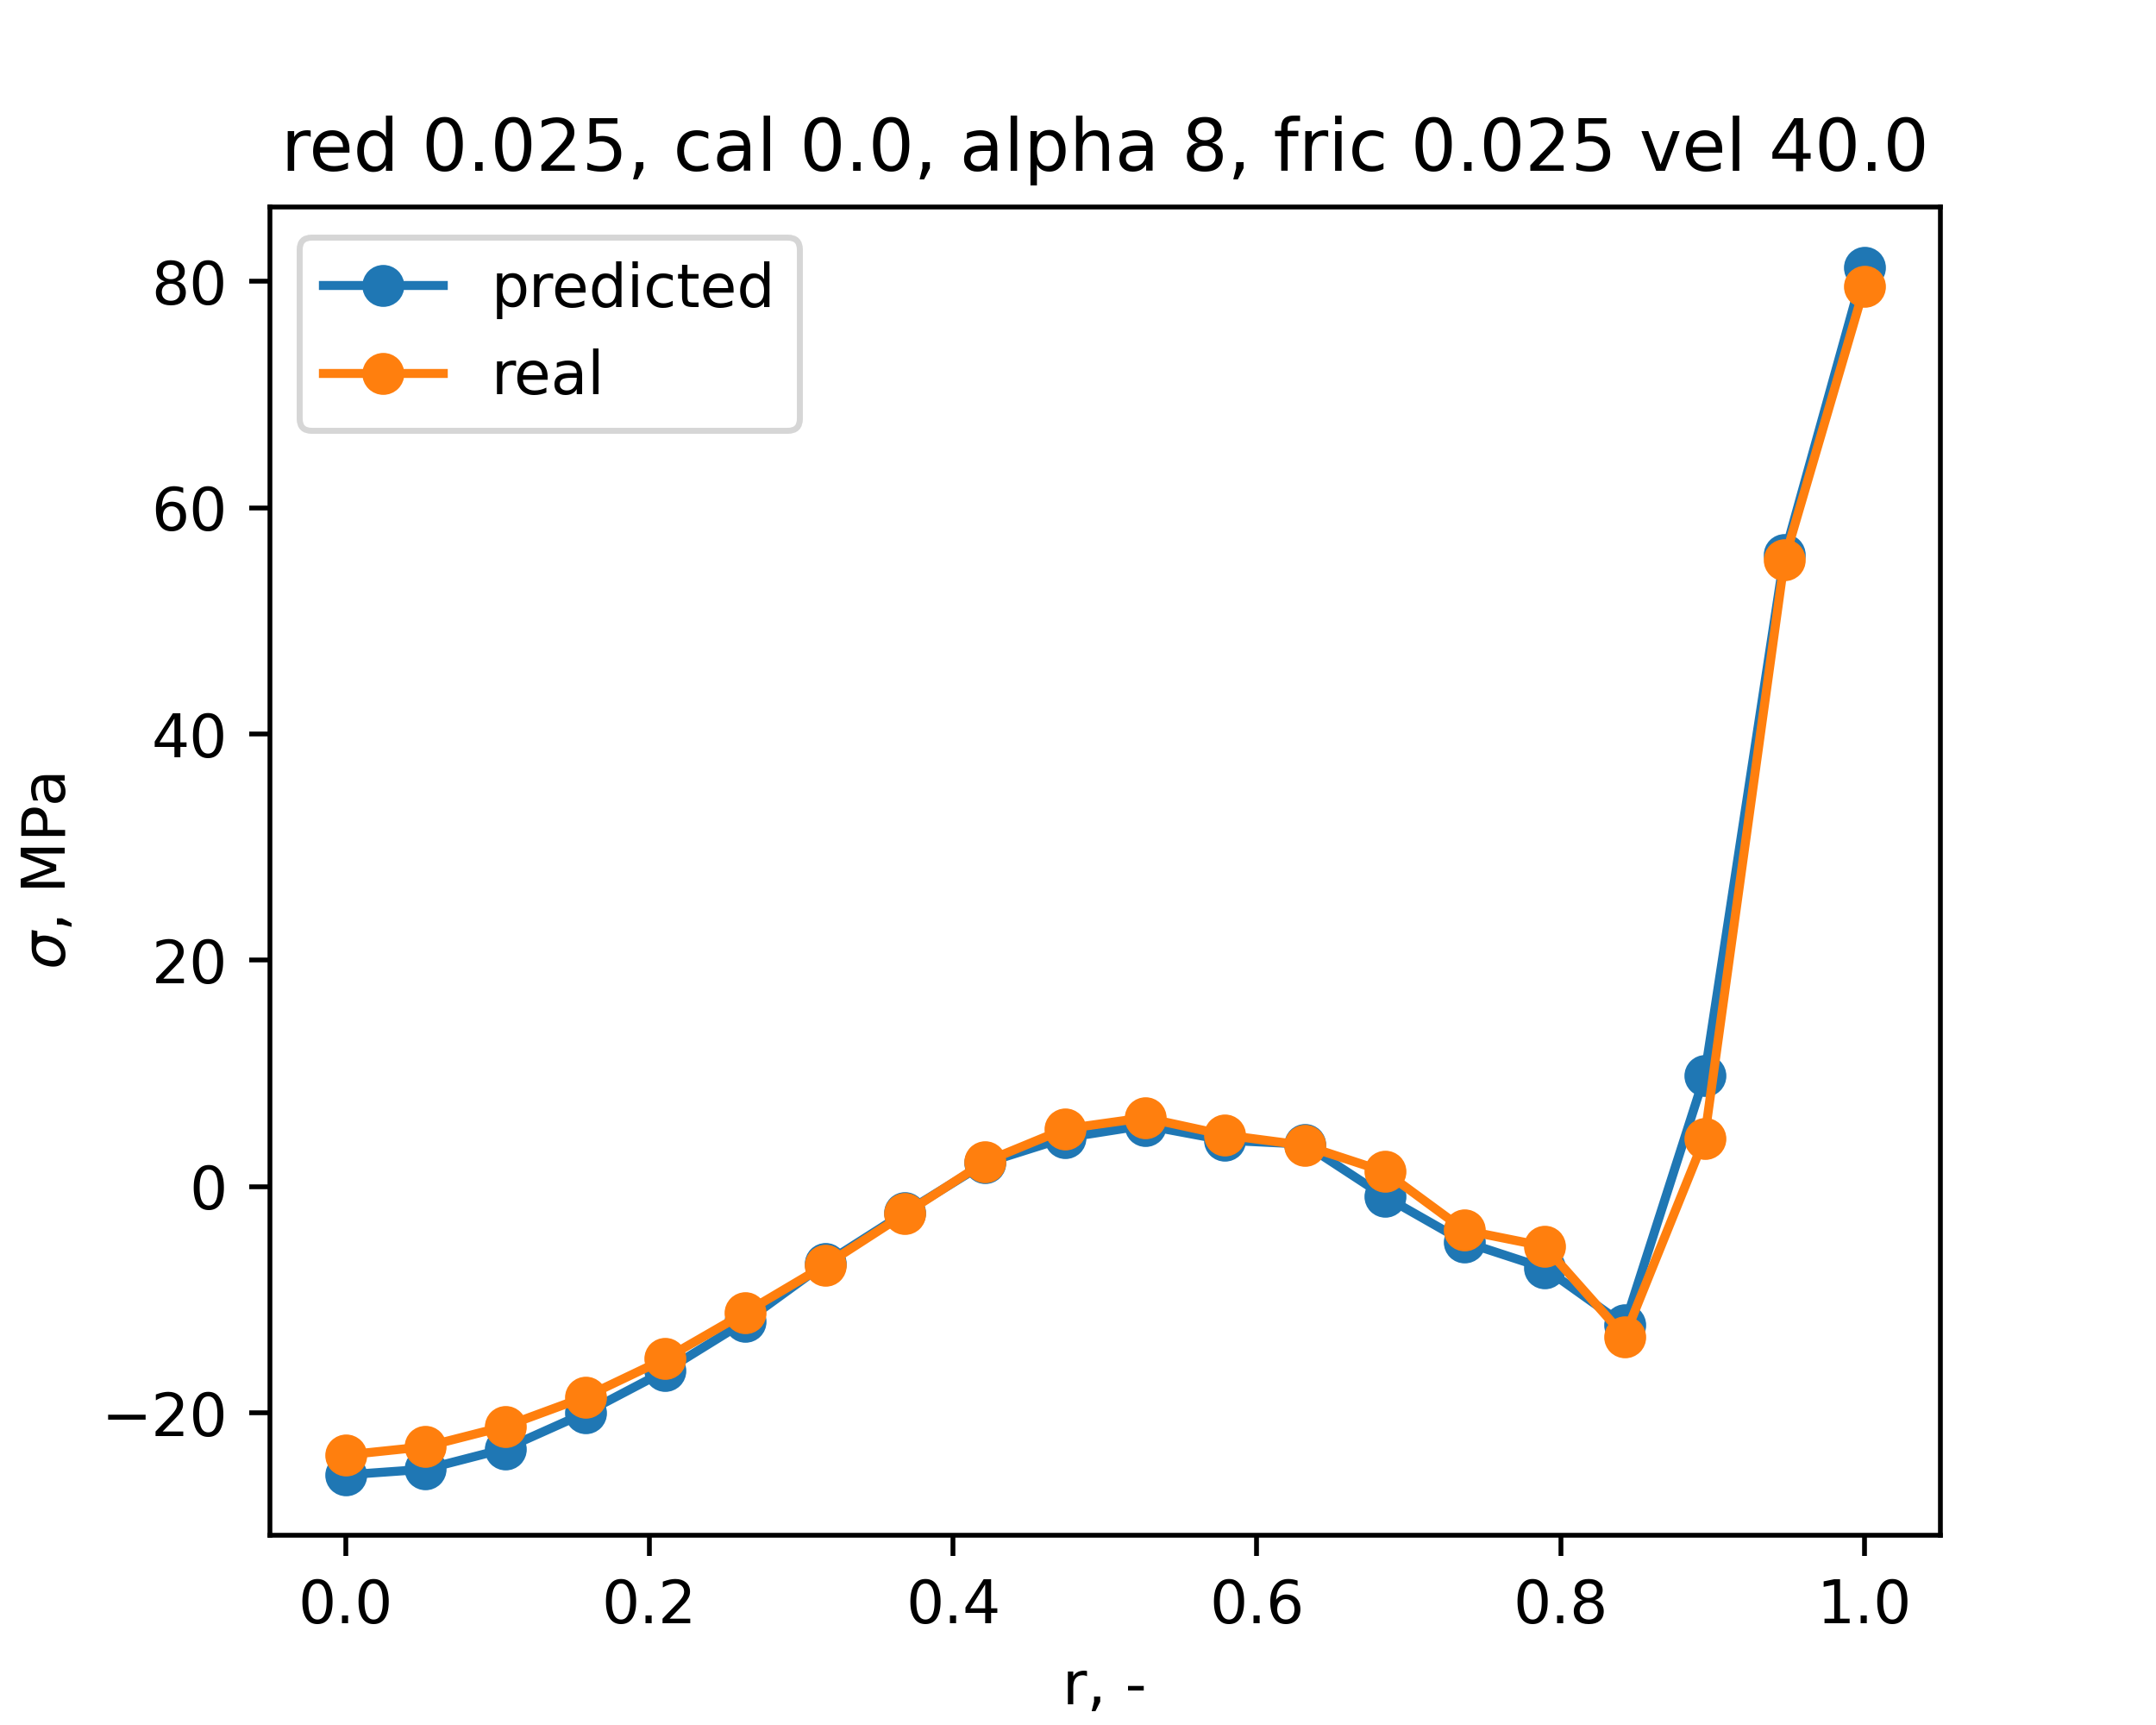 red 0.025, cal 0.0, alpha 8, fric 0.025 vel 40.0
predicted
real
80
60
40
20
0
−20
σ, MPa
0.0 0.2 0.4 0.6 0.8 1.0
r, -